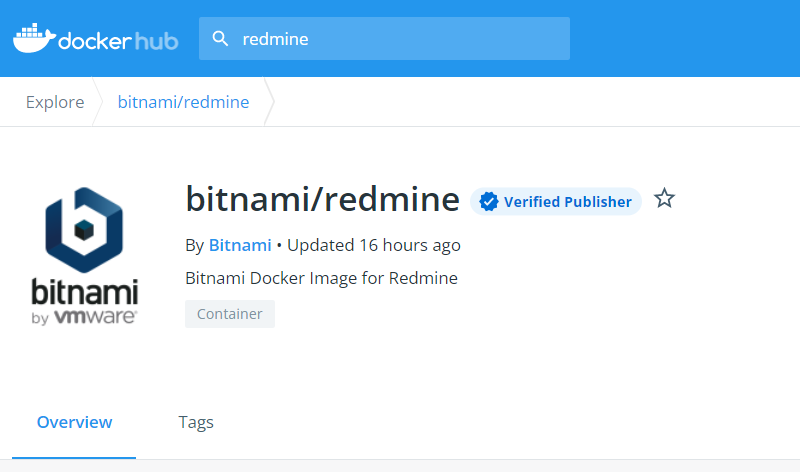 docker hub
redmine
Explore
bitnami/redmine
bitnami/redmine
Verified Publisher
By Bitnami • Updated 16 hours ago
Bitnami Docker Image for Redmine
Container
bitnami
by vmware®
Overview
Tags